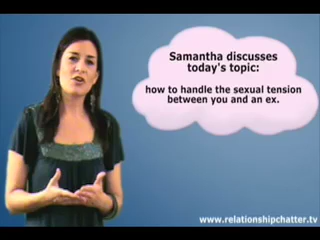 Samantha discusses
today's topic:
how to handle the sexual tension
between you and an ex.
www.relationshipchatter.tv